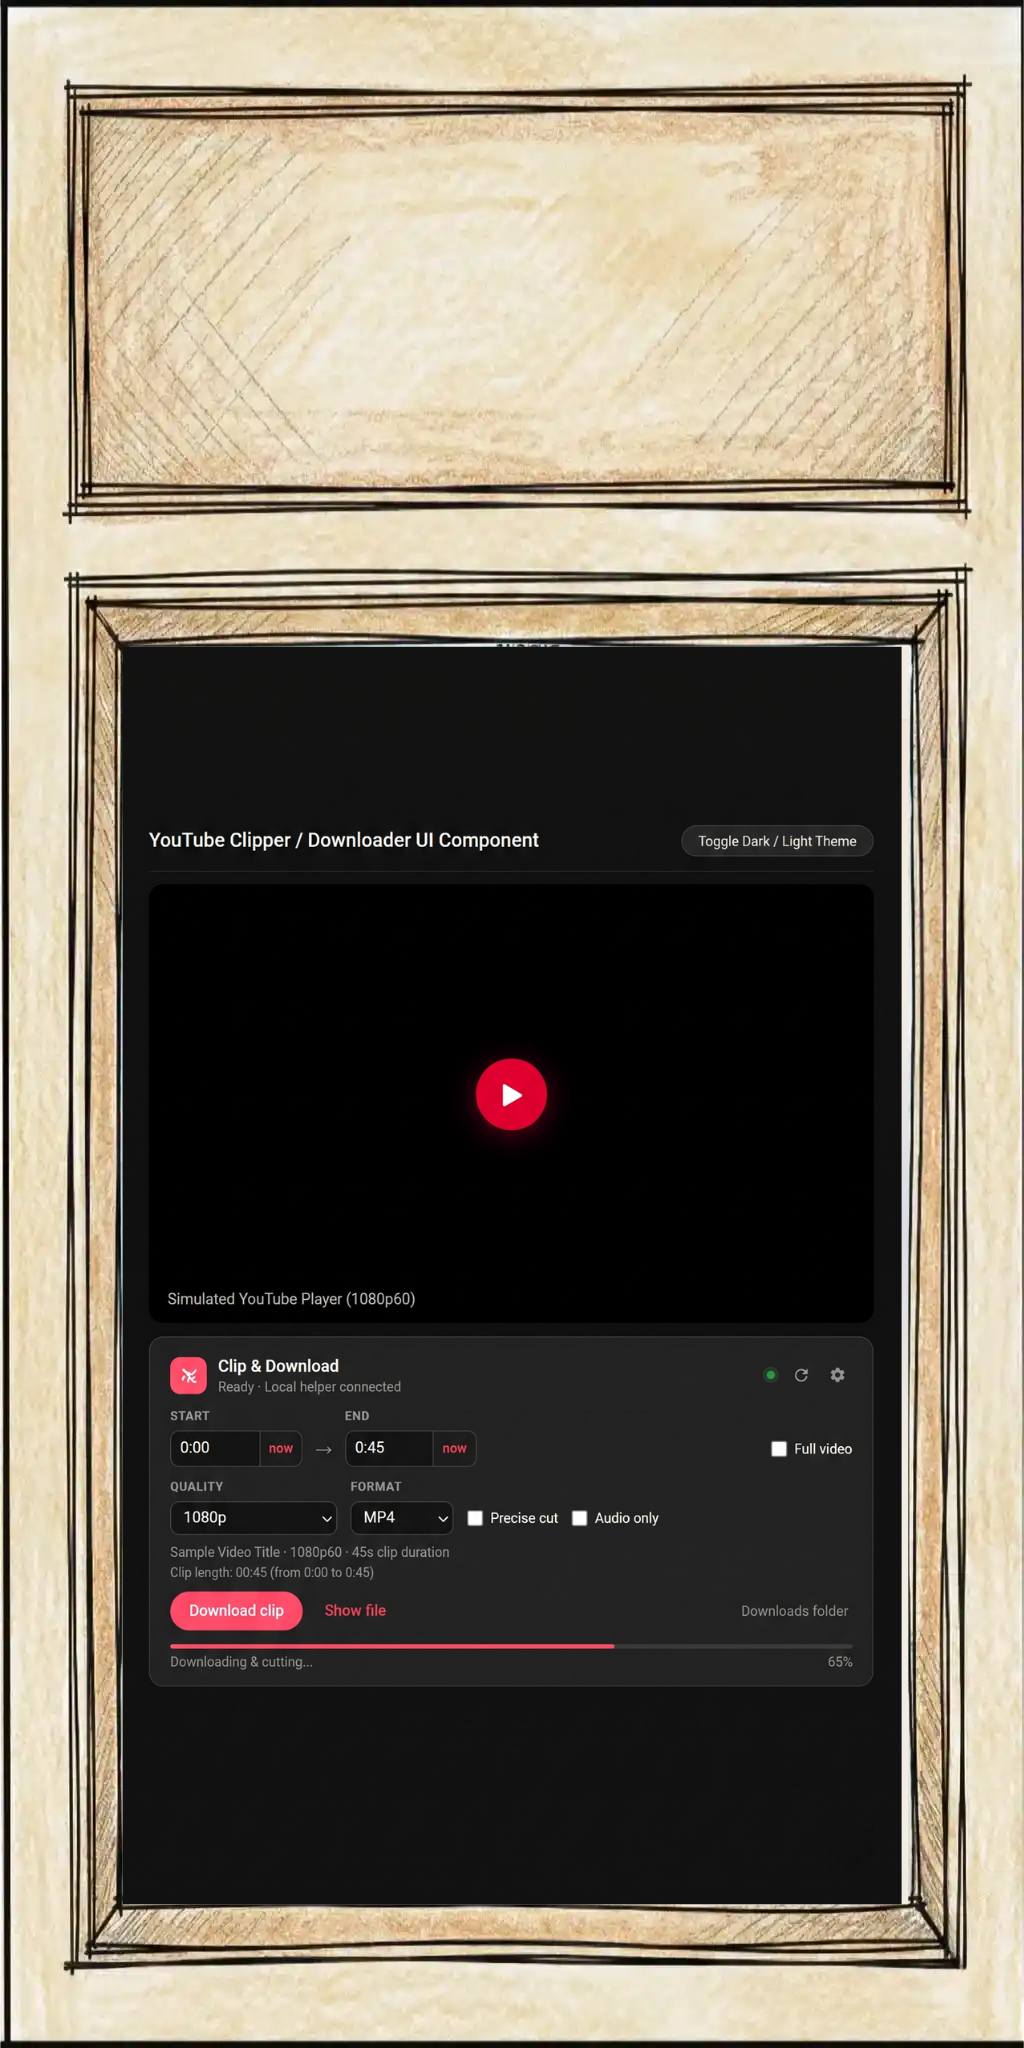 YouTube Clipper / Downloader UI Component
Toggle Dark / Light Theme
Simulated YouTube Player (1080p60)
Clip & Download
Ready · Local helper connected
START
END
0:00
now
→
0:45
now
Full video
QUALITY
FORMAT
1080p
MP4
Precise cut
Audio only
Sample Video Title · 1080p60 · 45s clip duration
Clip length: 00:45 (from 0:00 to 0:45)
Download clip
Show file
Downloads folder
Downloading & cutting...
65%